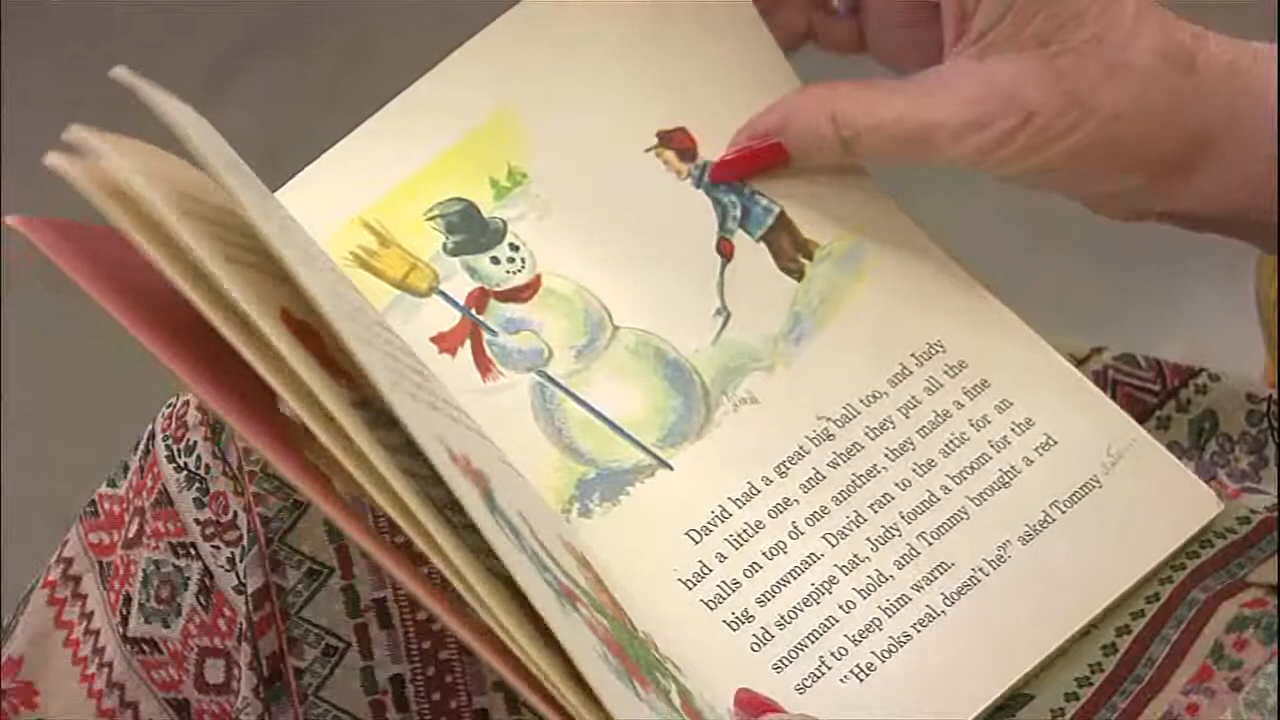 David had a great big ball too, and Judy
had a little one, and when they put all the
balls on top of one another, they made a fine
big snowman. David ran to the attic for an
old stovepipe hat, Judy found a broom for the
snowman to hold, and Tommy brought a red
scarf to keep him warm.
"He looks real, doesn't he?" asked Tommy